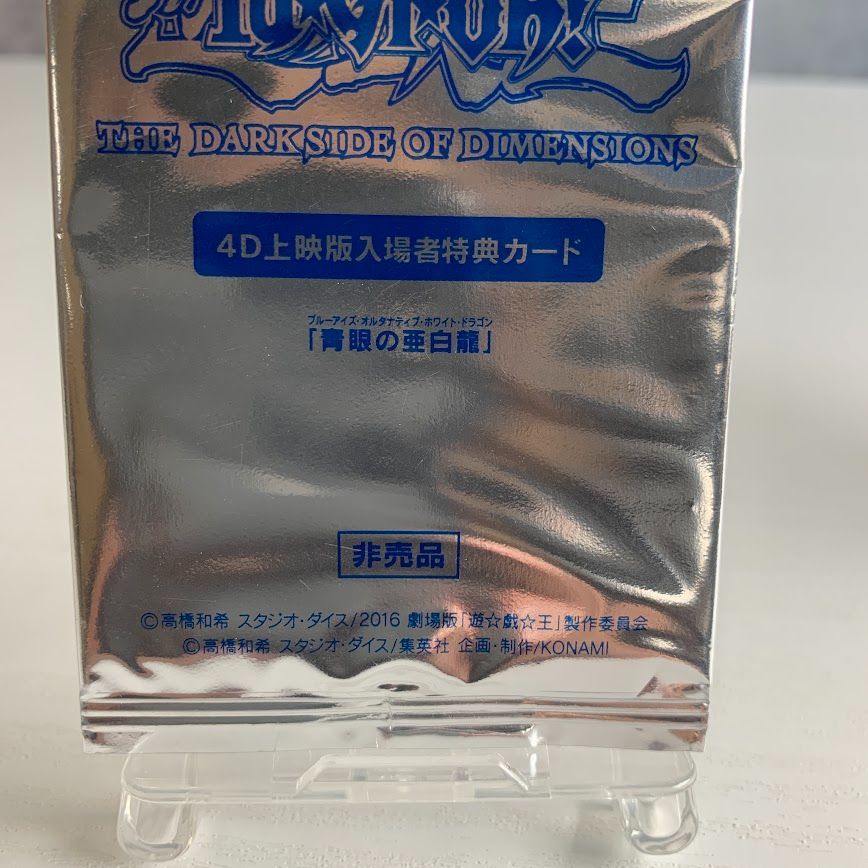 Yu-Gi-Oh!
THE DARK SIDE OF DIMENSIONS
4D上映版入場者特典カード
ブルーアイズ・オルタナティブ・ホワイト・ドラゴン
「青眼の亜白龍」
非売品
©高橋和希 スタジオ・ダイス/2016 劇場版「遊☆戯☆王」製作委員会
©高橋和希 スタジオ・ダイス/集英社 企画・制作/KONAMI